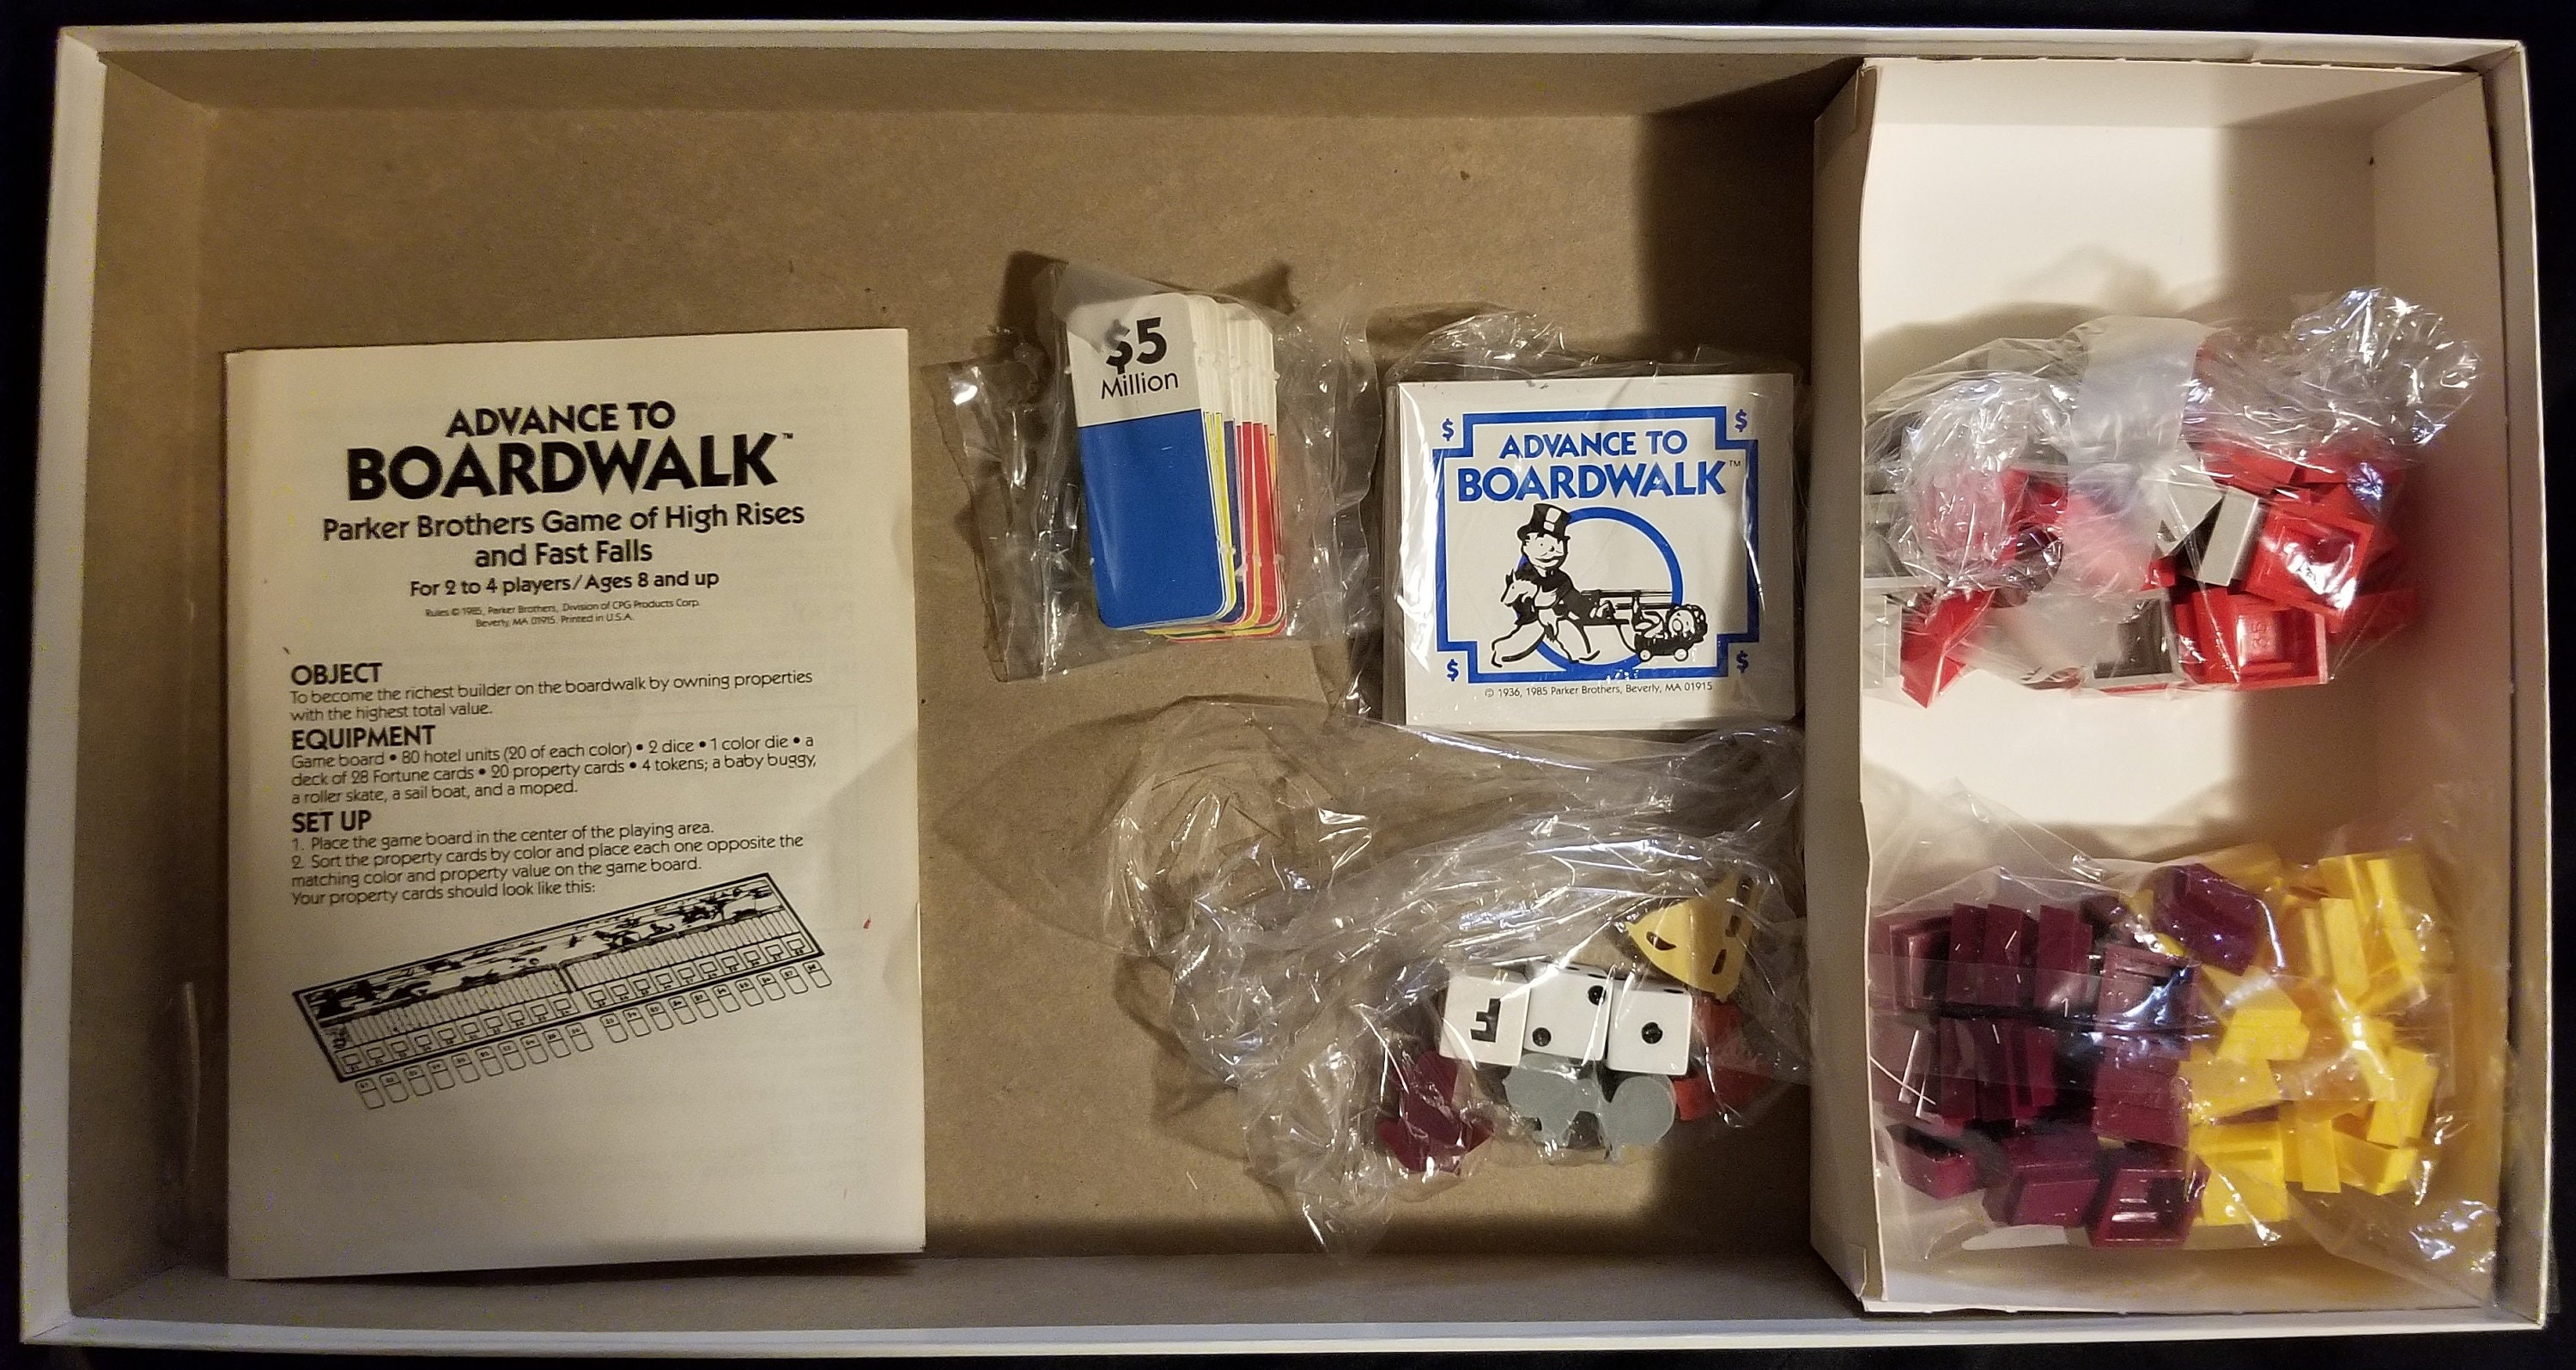 ADVANCE TO
BOARDWALK™
Parker Brothers Game of High Rises
and Fast Falls
For 2 to 4 players/Ages 8 and up
Rules © 1985, Parker Brothers, Division of CPG Products Corp.
Beverly, MA 01915. Printed in U.S.A.
OBJECT
To become the richest builder on the boardwalk by owning properties
with the highest total value.
EQUIPMENT
Game board • 80 hotel units (20 of each color) • 2 dice • 1 color die • a
deck of 28 Fortune cards • 20 property cards • 4 tokens; a baby buggy,
a roller skate, a sail boat, and a moped.
SET UP
1. Place the game board in the center of the playing area.
2. Sort the property cards by color and place each one opposite the
matching color and property value on the game board.
Your property cards should look like this:
$5
Million
$ $
ADVANCE TO
BOARDWALK™
$ $
© 1936, 1985 Parker Brothers, Beverly, MA 01915
F